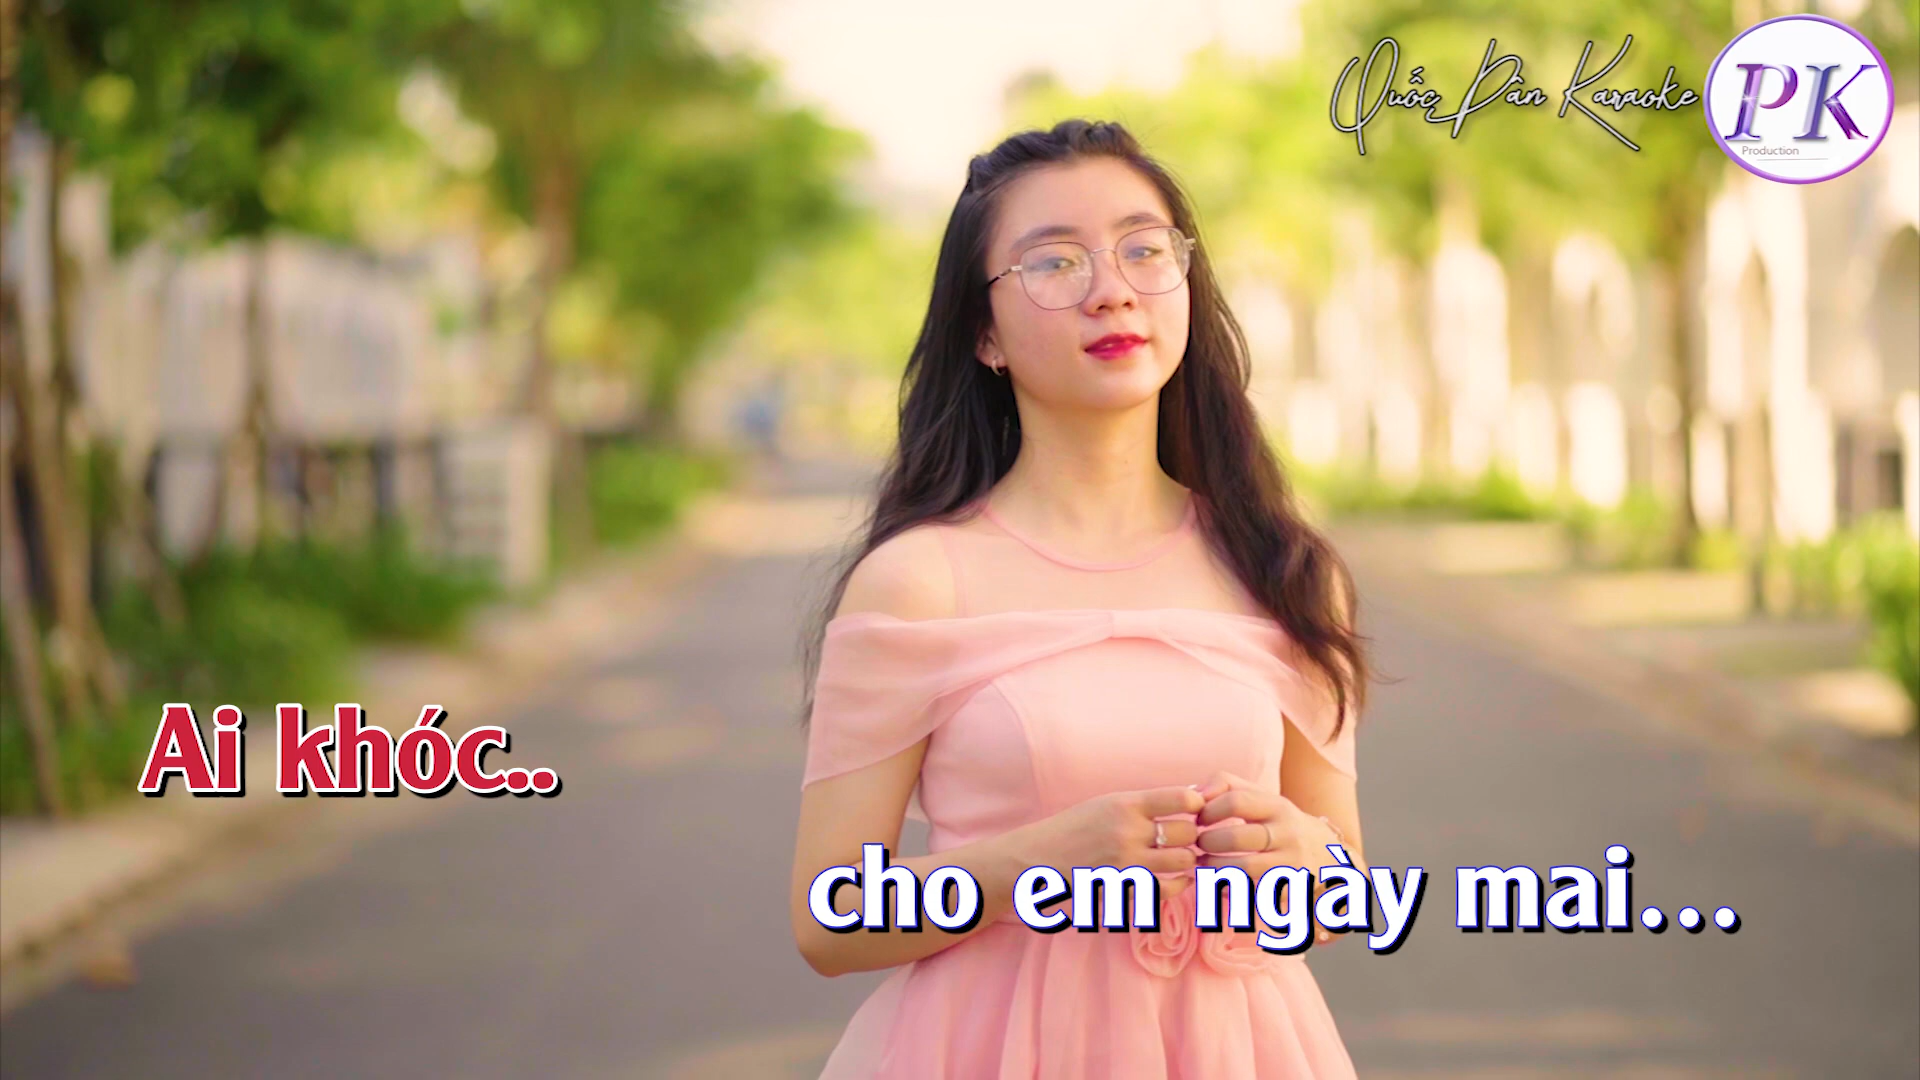 Quốc Dân Karaoke
PK
Production
Ai khóc..
cho em ngày mai...